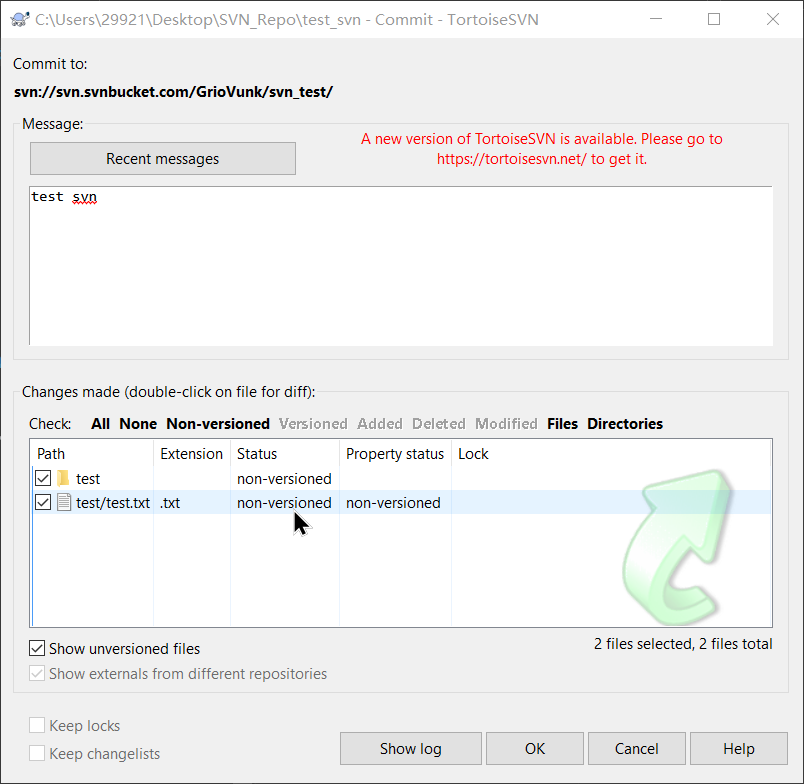 C:\Users\29921\Desktop\SVN_Repo\test_svn - Commit - TortoiseSVN
Commit to:
svn://svn.svnbucket.com/GrioVunk/svn_test/
Message:
Recent messages
A new version of TortoiseSVN is available. Please go to
https://tortoisesvn.net/ to get it.
test svn
Changes made (double-click on file for diff):
Check: All None Non-versioned Versioned Added Deleted Modified Files Directories
Path Extension Status Property status Lock
test non-versioned
test/test.txt .txt non-versioned non-versioned
Show unversioned files
2 files selected, 2 files total
Show externals from different repositories
Keep locks
Keep changelists
Show log OK Cancel Help